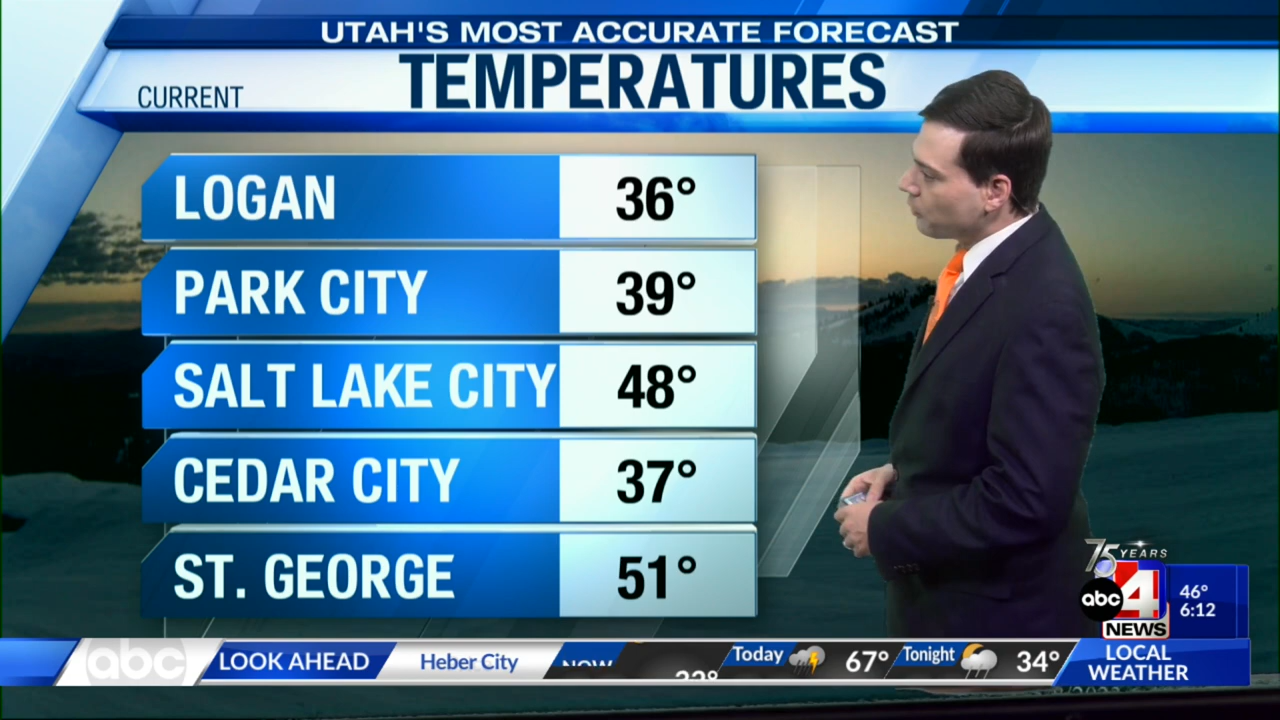 UTAH'S MOST ACCURATE FORECAST
CURRENT
TEMPERATURES
LOGAN 36°
PARK CITY 39°
SALT LAKE CITY 48°
CEDAR CITY 37°
ST. GEORGE 51°
75 YEARS
abc 4
NEWS
46°
6:12
abc
LOOK AHEAD
Heber City
NOW
Today
67°
Tonight
34°
LOCAL
WEATHER